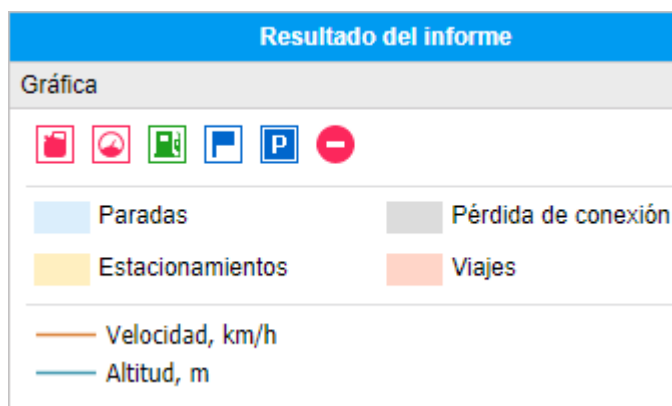 Resultado del informe
Gráfica
P
Paradas
Pérdida de conexión
Estacionamientos
Viajes
Velocidad, km/h
Altitud, m